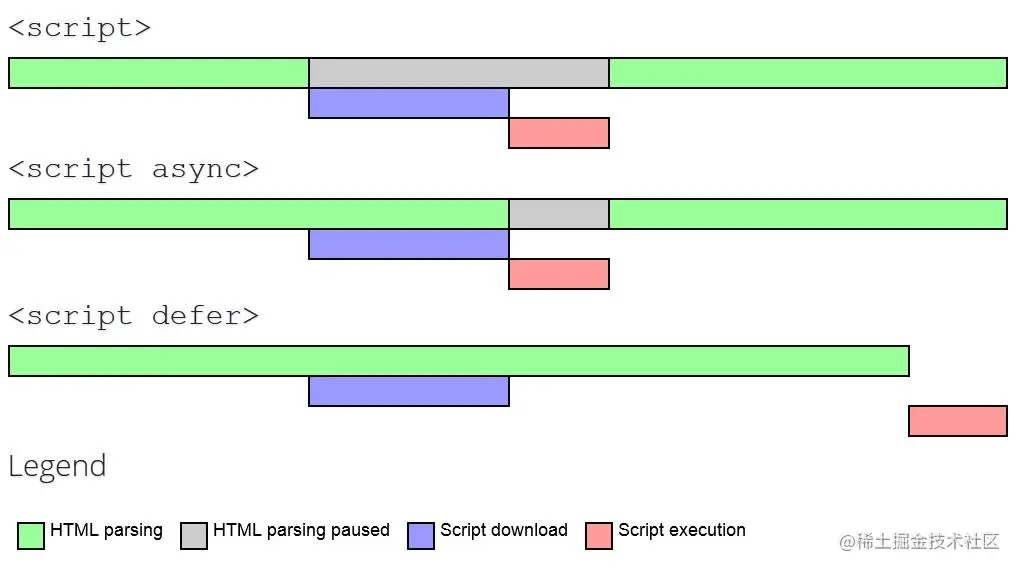 <script>
<script async>
<script defer>
Legend
HTML parsing HTML parsing paused Script download Script execution
@稀土掘金技术社区